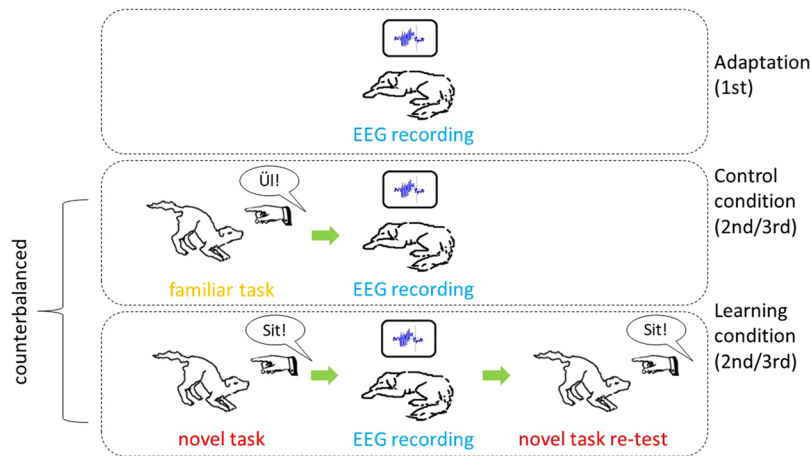 Adaptation
(1st)
EEG recording
counterbalanced
Control
condition
(2nd/3rd)
Ül!
familiar task
EEG recording
Learning
condition
(2nd/3rd)
Sit!
Sit!
novel task
EEG recording
novel task re-test